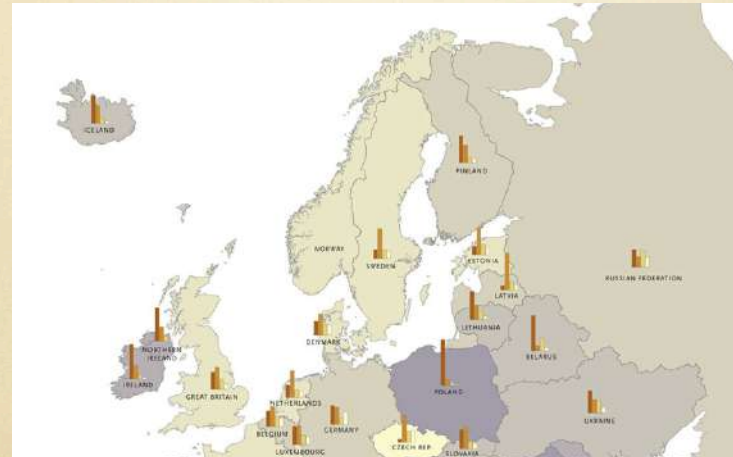 ICELAND
FINLAND
NORWAY
SWEDEN
ESTONIA
RUSSIAN FEDERATION
LATVIA
LITHUANIA
DENMARK
NORTHERN
IRELAND
BELARUS
IRELAND
GREAT BRITAIN
POLAND
NETHERLANDS
UKRAINE
GERMANY
BELGIUM
CZECH REP.
LUXEMBOURG
SLOVAKIA